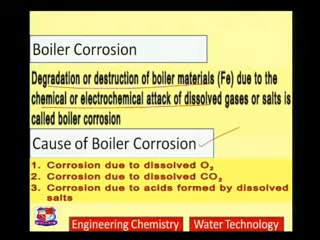 Boiler Corrosion
Degradation or destruction of boiler materials (Fe) due to the
chemical or electrochemical attack of dissolved gases or salts is
called boiler corrosion
Cause of Boiler Corrosion
1. Corrosion due to dissolved O₂
2. Corrosion due to dissolved CO₂
3. Corrosion due to acids formed by dissolved
salts
Engineering Chemistry
Water Technology